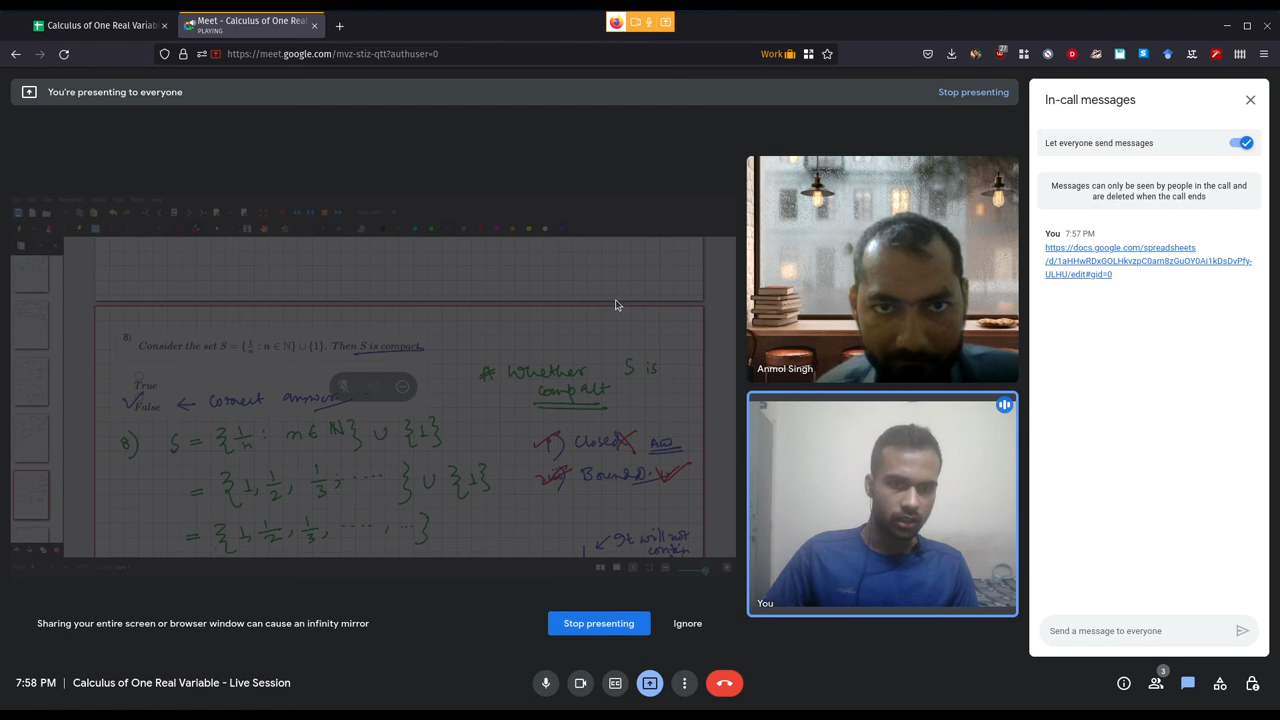 Calculus of One Real Variab
Meet - Calculus of One Real
PLAYING
https://meet.google.com/mvz-stiz-qtt?authuser=0
Work
You're presenting to everyone
Stop presenting
8)
Consider the set S = {1/n : n ∈ ℕ} ∪ {1}. Then S is compact.
True
False
← Correct answer
# Whether S is
compact
8) S = {1/n : n ∈ ℕ} ∪ {1}
= {1, 1/2, 1/3, ..... } ∪ {1}
= {1, 1/2, 1/3, ....., ...}
i) Closed AND
ii) Bounded.
It will not
contain
Anmol Singh
You
Sharing your entire screen or browser window can cause an infinity mirror
Stop presenting
Ignore
7:58 PM | Calculus of One Real Variable - Live Session
In-call messages
Let everyone send messages
Messages can only be seen by people in the call and
are deleted when the call ends
You 7:57 PM
https://docs.google.com/spreadsheets
/d/1aHHwRDxGOLHkvzpC0arn8zGuOY0Ai1kDsDvPfy-
ULHU/edit#gid=0
Send a message to everyone
3